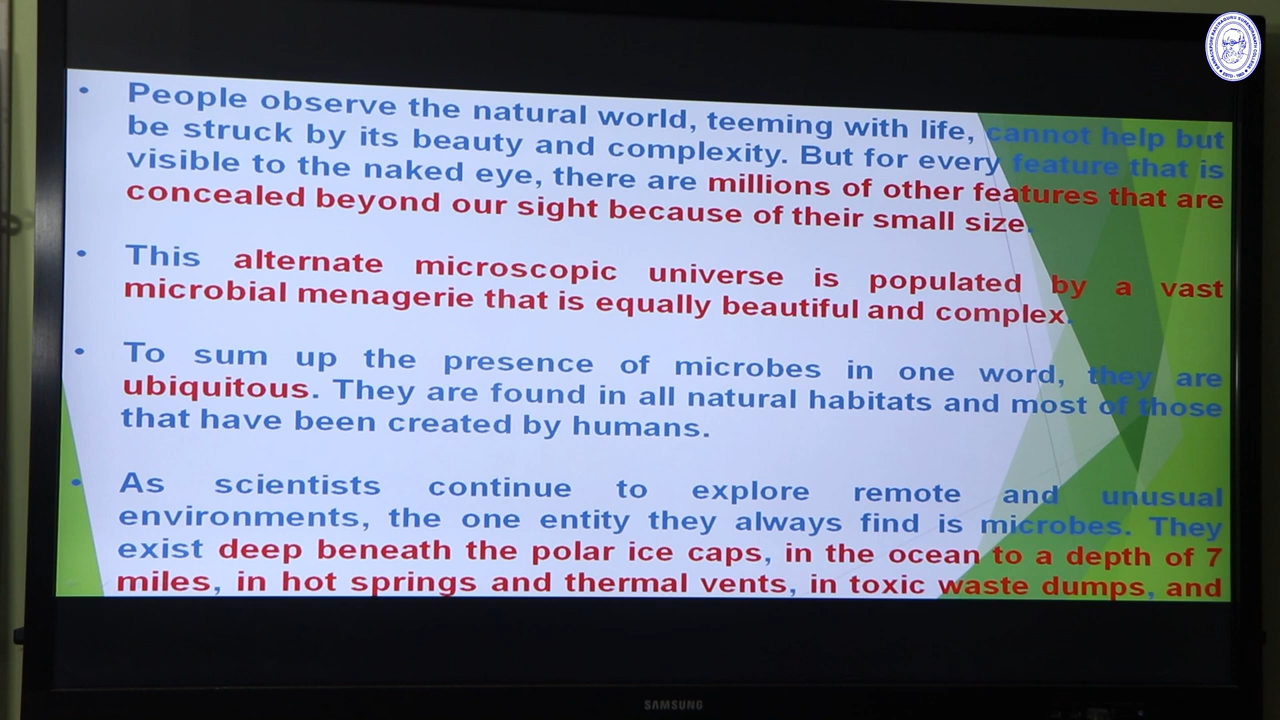 • People observe the natural world, teeming with life, cannot help but
be struck by its beauty and complexity. But for every feature that is
visible to the naked eye, there are millions of other features that are
concealed beyond our sight because of their small size.
• This alternate microscopic universe is populated by a vast
microbial menagerie that is equally beautiful and complex.
• To sum up the presence of microbes in one word, they are
ubiquitous. They are found in all natural habitats and most of those
that have been created by humans.
• As scientists continue to explore remote and unusual
environments, the one entity they always find is microbes. They
exist deep beneath the polar ice caps, in the ocean to a depth of 7
miles, in hot springs and thermal vents, in toxic waste dumps, and
SAMSUNG